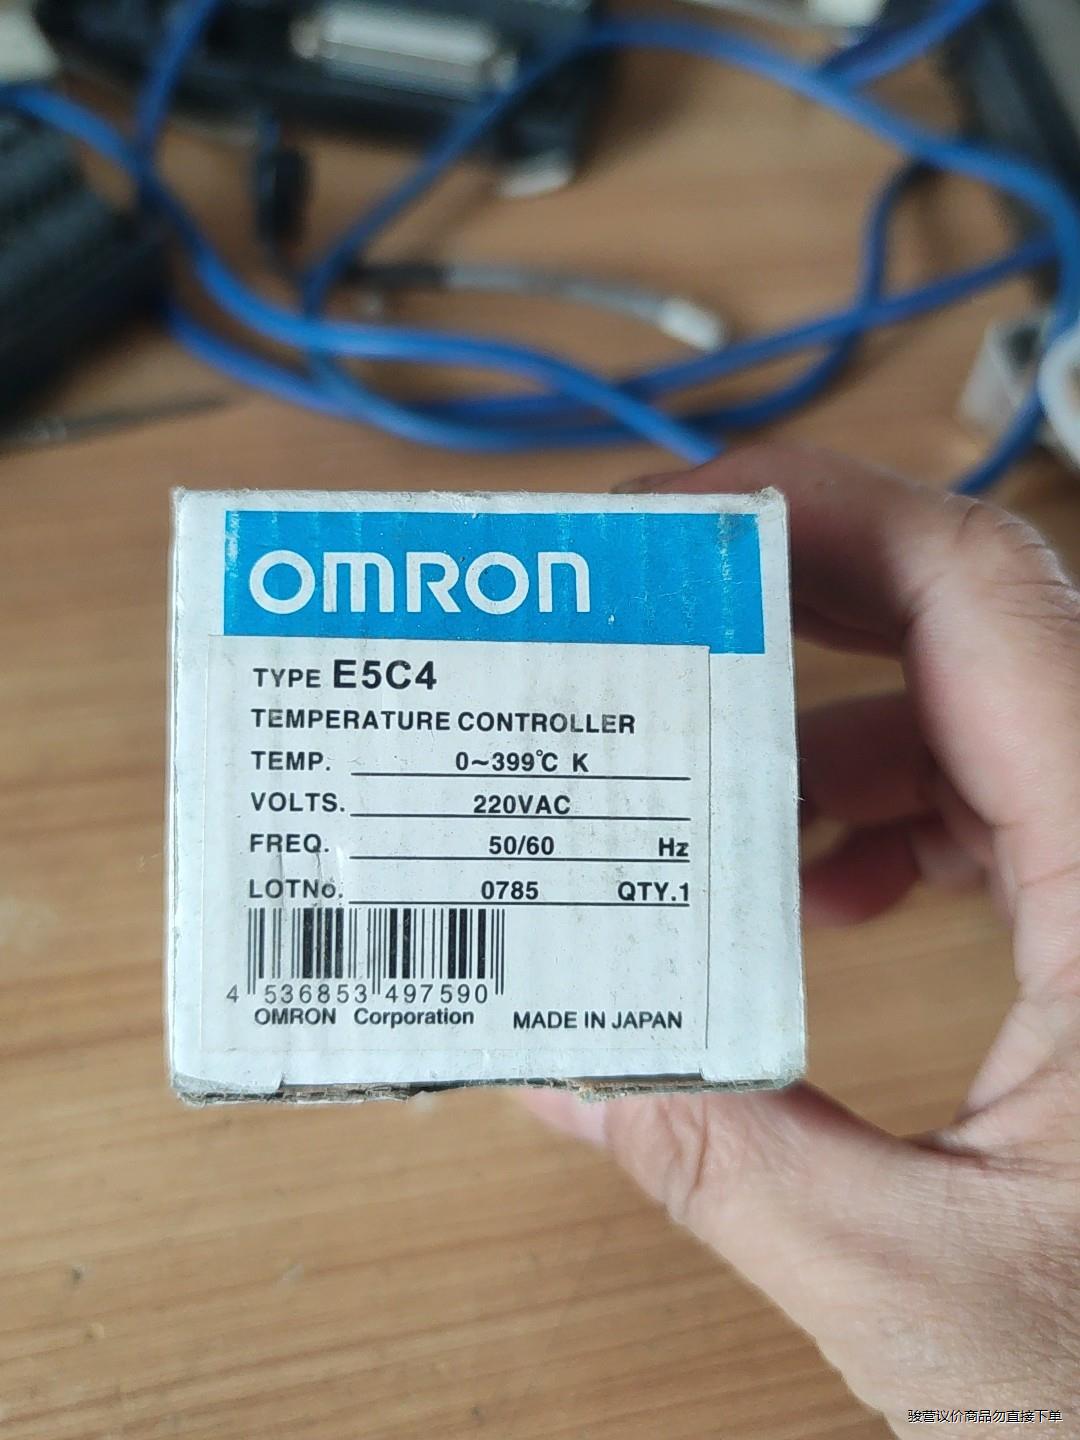 OMRON
TYPE E5C4
TEMPERATURE CONTROLLER
TEMP. 0~399℃ K
VOLTS. 220VAC
FREQ. 50/60 Hz
LOTNo. 0785 QTY.1
4 536853 497590
OMRON Corporation MADE IN JAPAN
骏营议价商品勿直接下单